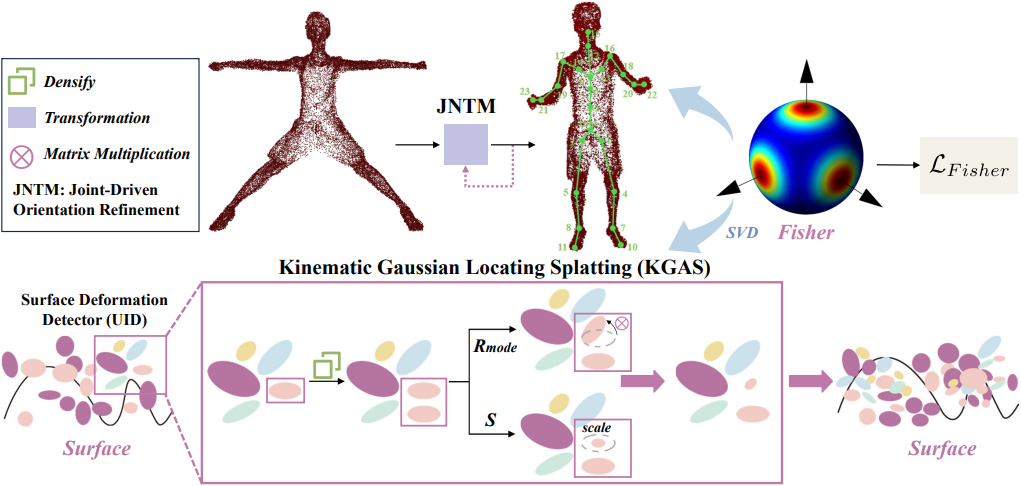 Densify
Transformation
Matrix Multiplication
JNTM: Joint-Driven
Orientation Refinement
JNTM
17
16
18
19
20
22
23
21
5
4
8
7
11
10
SVD
Fisher
ℒFisher
Kinematic Gaussian Locating Splatting (KGAS)
Surface Deformation
Detector (UID)
Surface
Rmode
S
scale
Surface